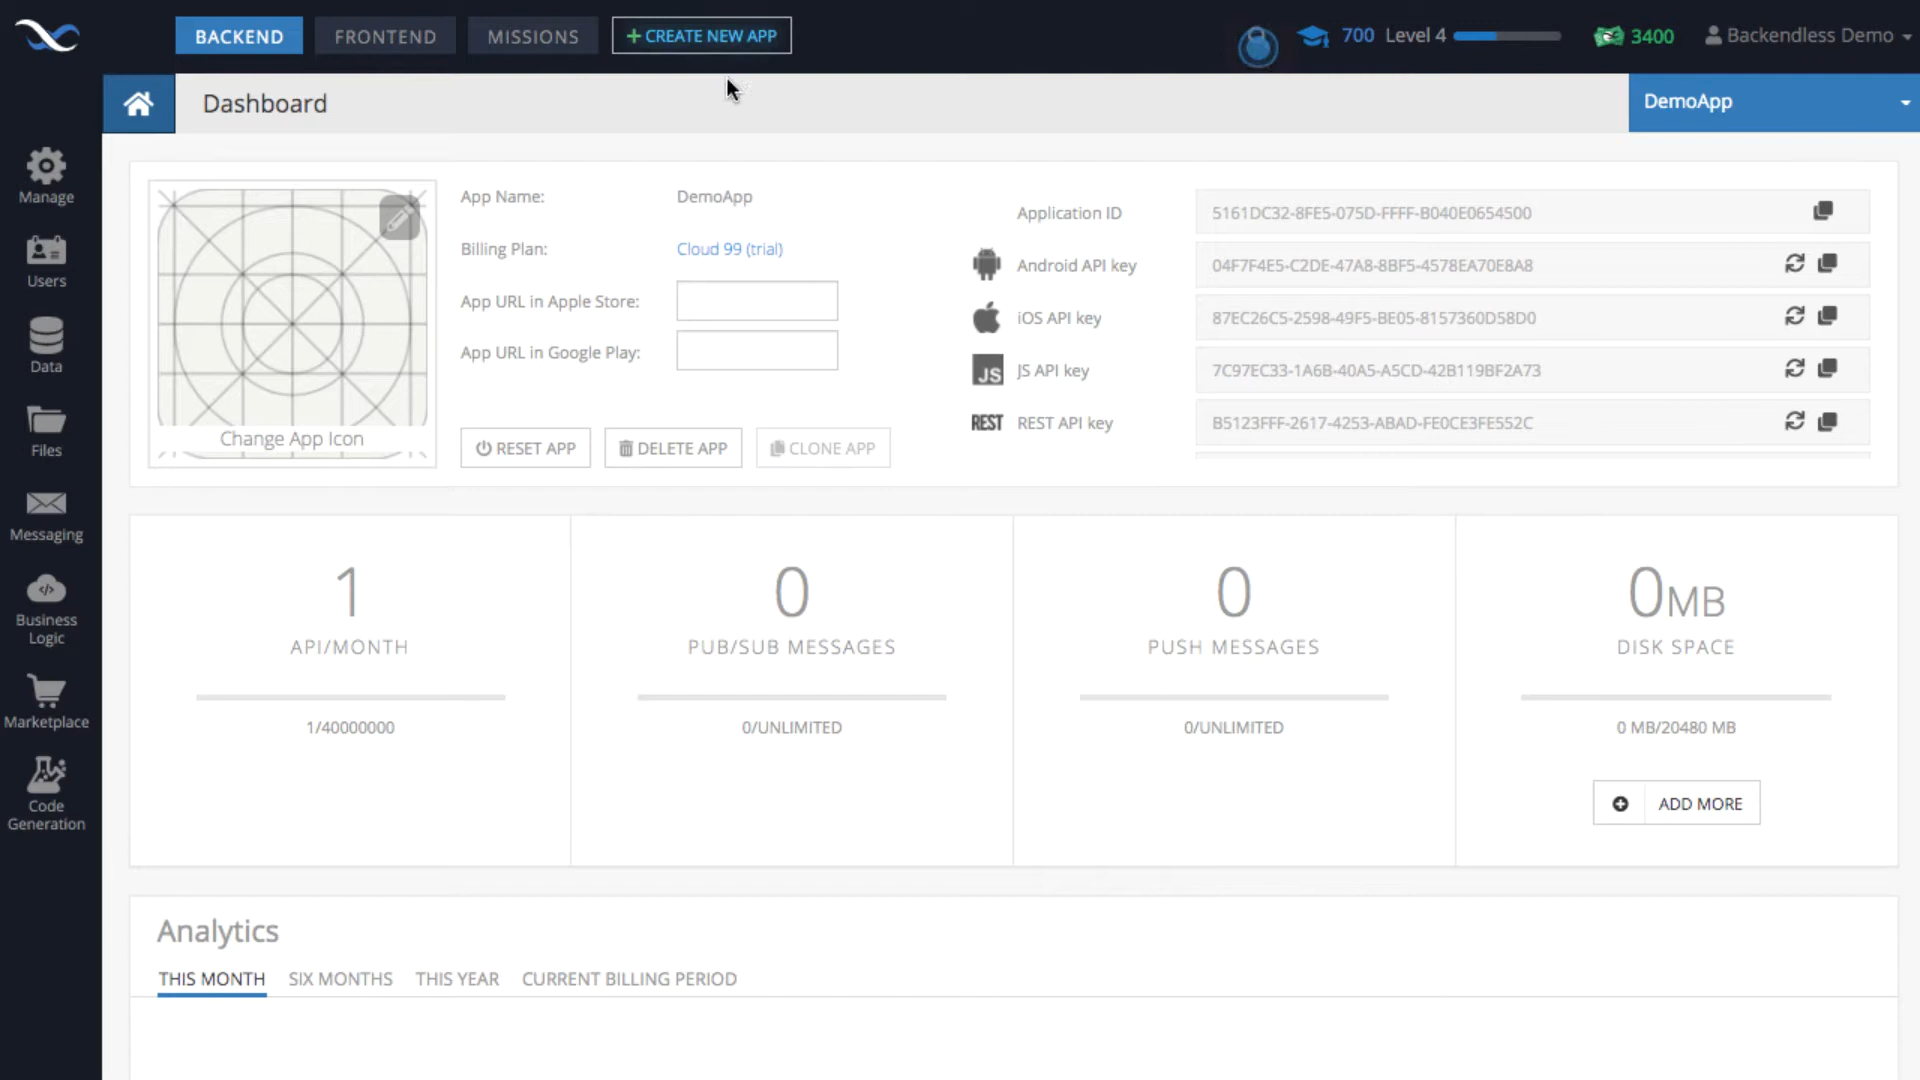 BACKEND
FRONTEND
MISSIONS
+ CREATE NEW APP
700 Level 4
3400
Backendless Demo
Dashboard
DemoApp
Manage
Users
Data
Files
Messaging
Business
Logic
Marketplace
Code
Generation
Change App Icon
App Name: DemoApp
Billing Plan: Cloud 99 (trial)
App URL in Apple Store:
App URL in Google Play:
RESET APP
DELETE APP
CLONE APP
Application ID 5161DC32-8FE5-075D-FFFF-B040E0654500
Android API key 04F7F4E5-C2DE-47A8-8BF5-4578EA70E8A8
iOS API key 87EC26C5-2598-49F5-BE05-8157360D58D0
JS JS API key 7C97EC33-1A6B-40A5-A5CD-42B119BF2A73
REST REST API key B5123FFF-2617-4253-ABAD-FE0CE3FE552C
1
API/MONTH
1/40000000
0
PUB/SUB MESSAGES
0/UNLIMITED
0
PUSH MESSAGES
0/UNLIMITED
0MB
DISK SPACE
0 MB/20480 MB
ADD MORE
Analytics
THIS MONTH
SIX MONTHS
THIS YEAR
CURRENT BILLING PERIOD